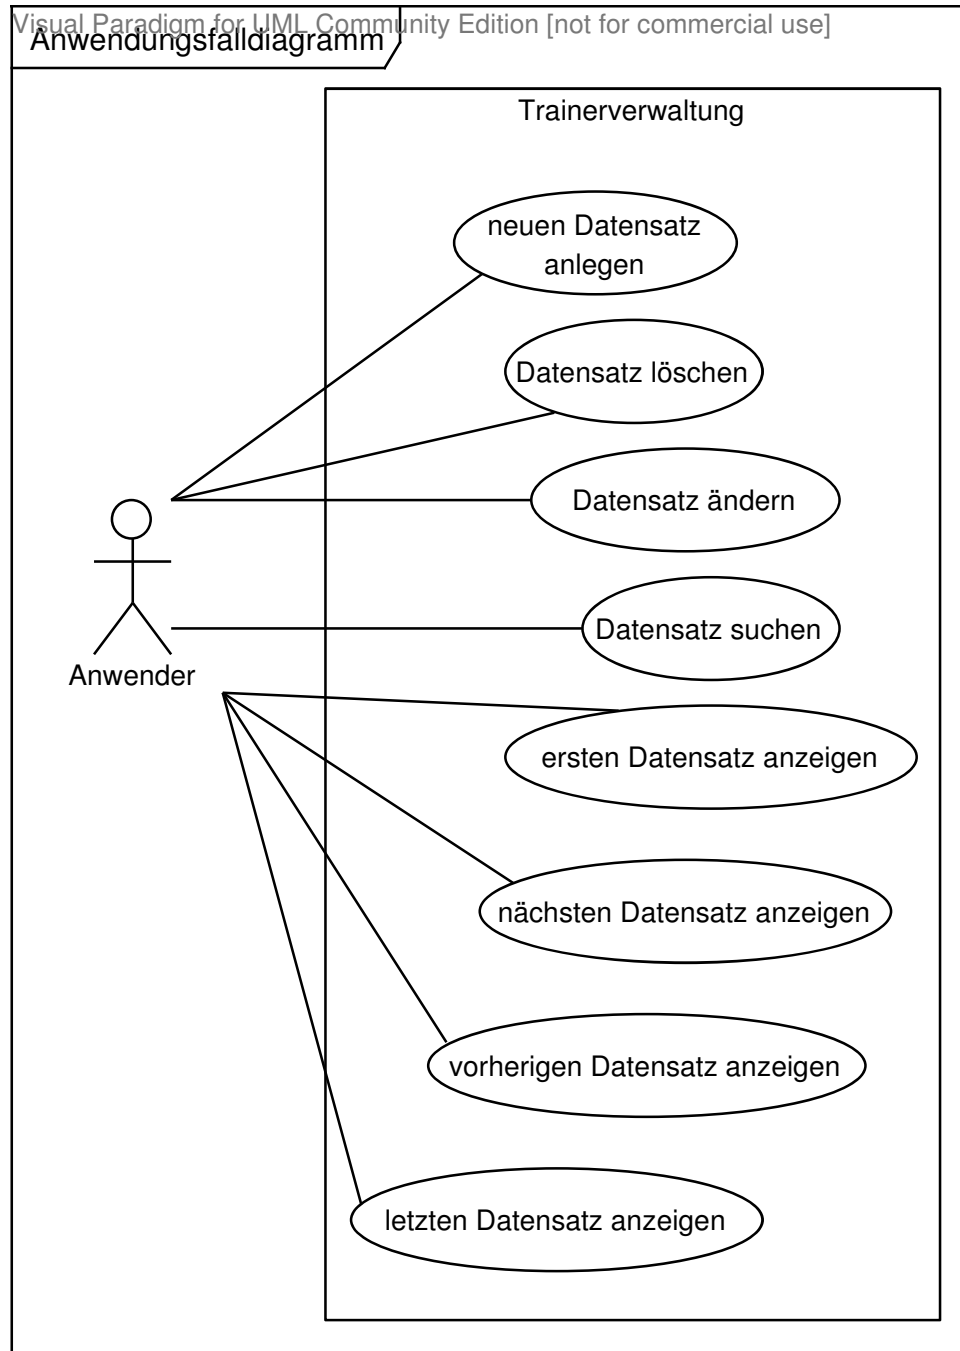 Visual Paradigm for UML Community Edition [not for commercial use]
Anwendungsfalldiagramm
Trainerverwaltung
neuen Datensatz
anlegen
Datensatz löschen
Datensatz ändern
Datensatz suchen
Anwender
ersten Datensatz anzeigen
nächsten Datensatz anzeigen
vorherigen Datensatz anzeigen
letzten Datensatz anzeigen